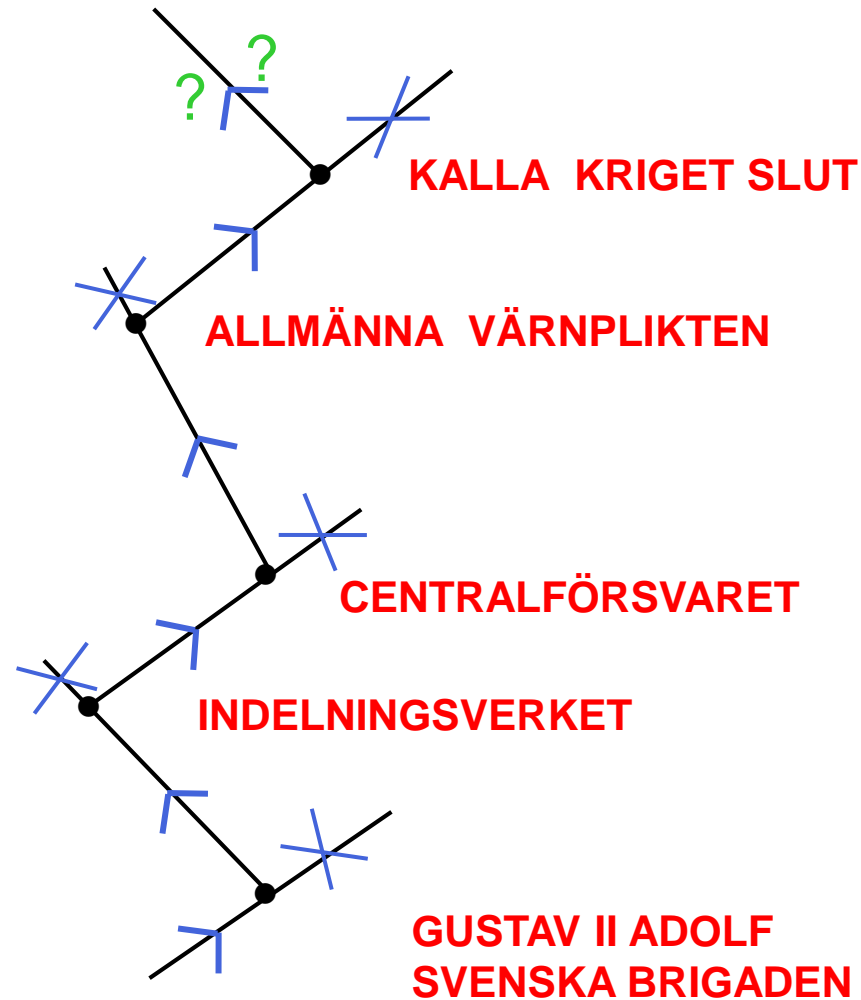 ? ?
KALLA KRIGET SLUT
ALLMÄNNA VÄRNPLIKTEN
CENTRALFÖRSVARET
INDELNINGSVERKET
GUSTAV II ADOLF
SVENSKA BRIGADEN